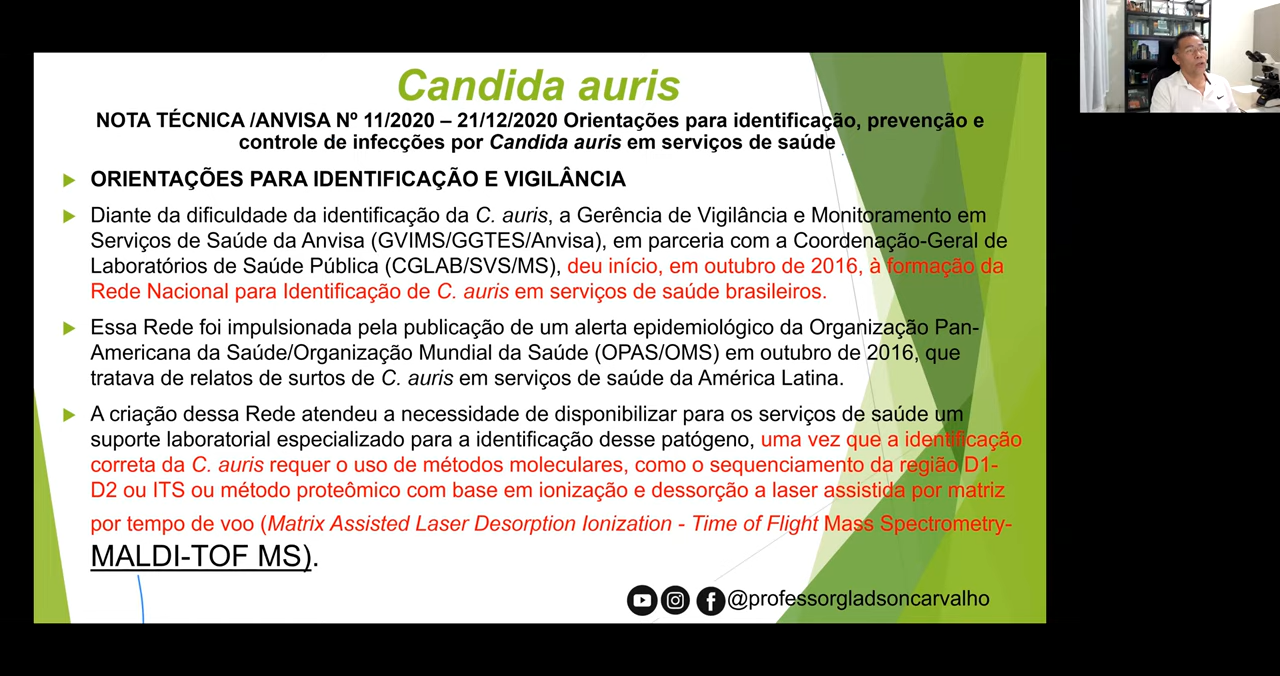 Candida auris
NOTA TÉCNICA /ANVISA Nº 11/2020 – 21/12/2020 Orientações para identificação, prevenção e
controle de infecções por Candida auris em serviços de saúde
ORIENTAÇÕES PARA IDENTIFICAÇÃO E VIGILÂNCIA
Diante da dificuldade da identificação da C. auris, a Gerência de Vigilância e Monitoramento em
Serviços de Saúde da Anvisa (GVIMS/GGTES/Anvisa), em parceria com a Coordenação-Geral de
Laboratórios de Saúde Pública (CGLAB/SVS/MS), deu início, em outubro de 2016, à formação da
Rede Nacional para Identificação de C. auris em serviços de saúde brasileiros.
Essa Rede foi impulsionada pela publicação de um alerta epidemiológico da Organização Pan-
Americana da Saúde/Organização Mundial da Saúde (OPAS/OMS) em outubro de 2016, que
tratava de relatos de surtos de C. auris em serviços de saúde da América Latina.
A criação dessa Rede atendeu a necessidade de disponibilizar para os serviços de saúde um
suporte laboratorial especializado para a identificação desse patógeno, uma vez que a identificação
correta da C. auris requer o uso de métodos moleculares, como o sequenciamento da região D1-
D2 ou ITS ou método proteômico com base em ionização e dessorção a laser assistida por matriz
por tempo de voo (Matrix Assisted Laser Desorption Ionization - Time of Flight Mass Spectrometry-
MALDI-TOF MS).
@professorgladsoncarvalho